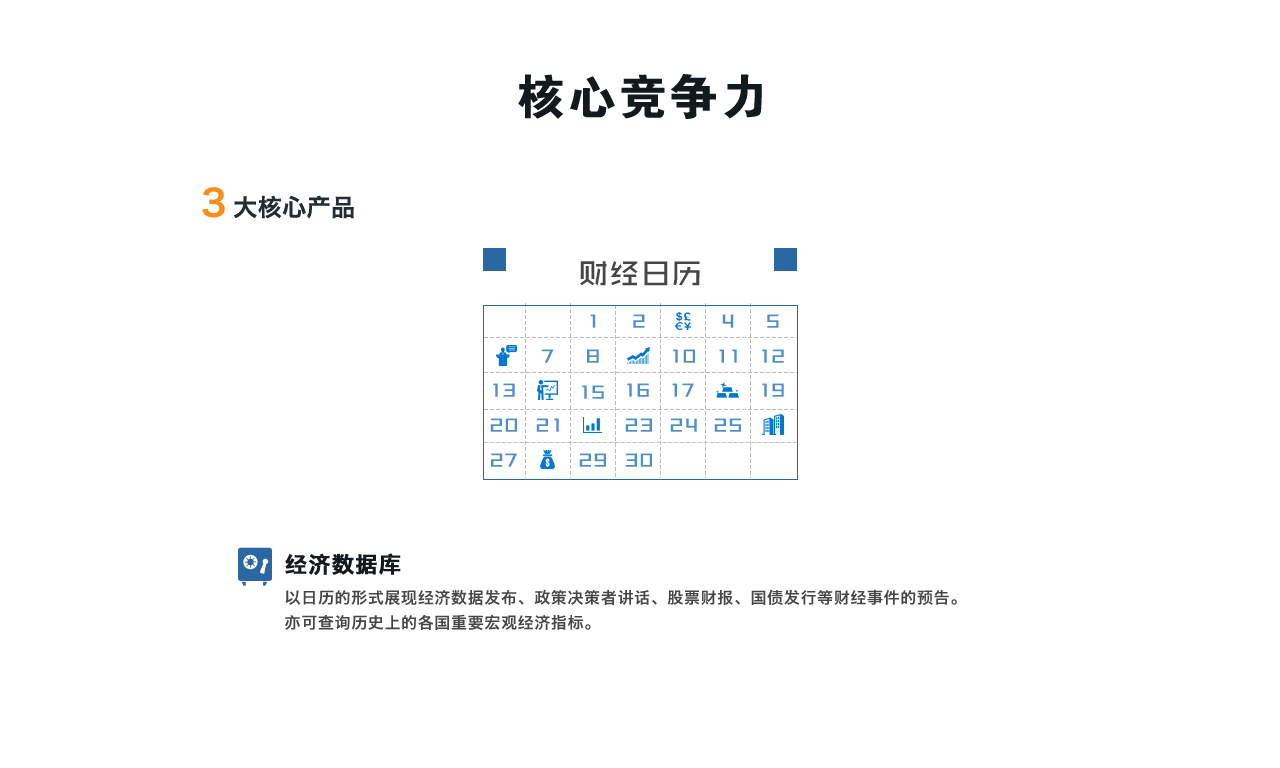 核心竞争力
3大核心产品
财经日历
1 2 $£€¥ 4 5
7 8 10 11 12
13 15 16 17 19
20 21 23 24 25
27 29 30
经济数据库
以日历的形式展现经济数据发布、政策决策者讲话、股票财报、国债发行等财经事件的预告。
亦可查询历史上的各国重要宏观经济指标。